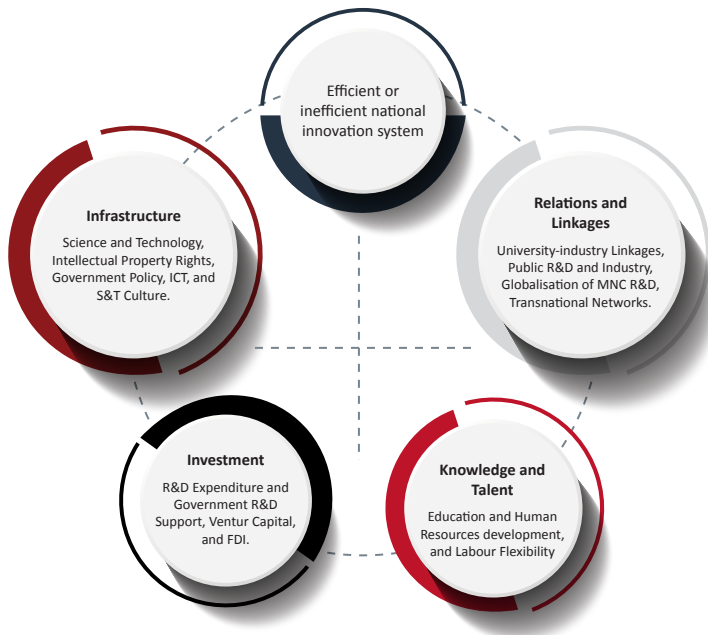 Efficient or
inefficient national
innovation system
Infrastructure
Science and Technology,
Intellectual Property Rights,
Government Policy, ICT, and
S&T Culture.
Relations and
Linkages
University-industry Linkages,
Public R&D and Industry,
Globalisation of MNC R&D,
Transnational Networks.
Investment
R&D Expenditure and
Government R&D
Support, Ventur Capital,
and FDI.
Knowledge and
Talent
Education and Human
Resources development,
and Labour Flexibility